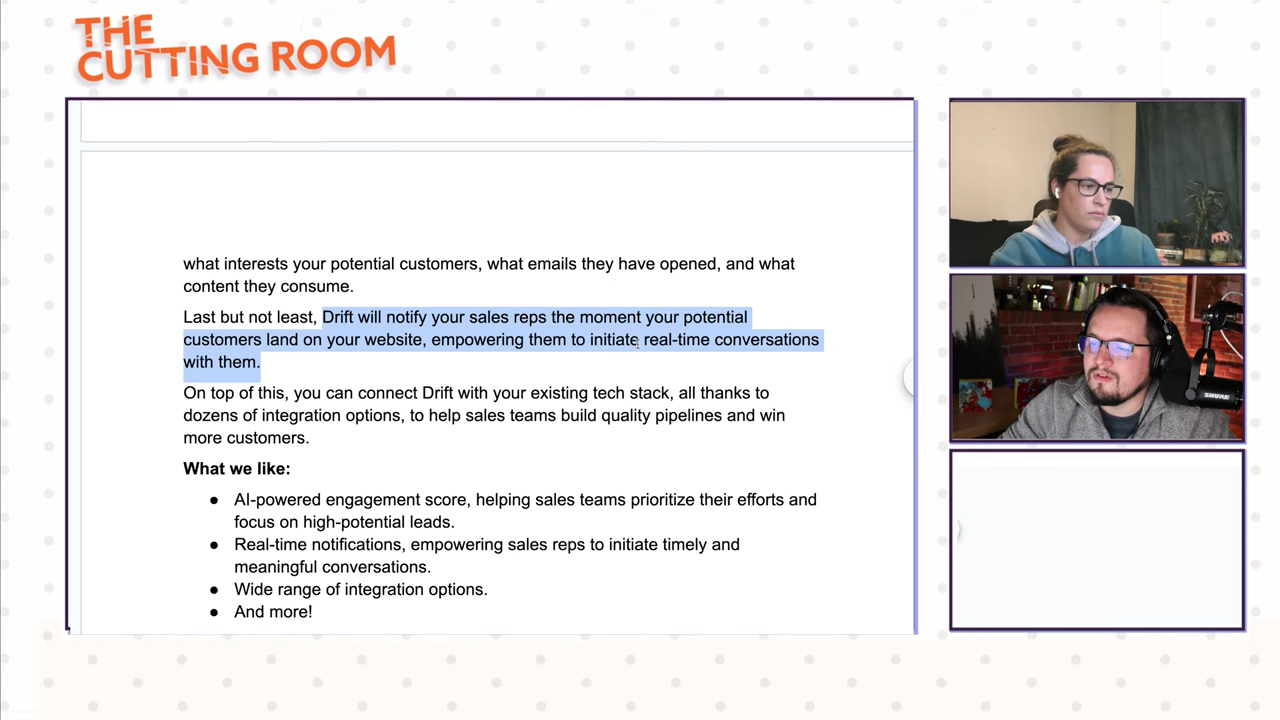 THE
CUTTING ROOM
what interests your potential customers, what emails they have opened, and what
content they consume.
Last but not least, Drift will notify your sales reps the moment your potential
customers land on your website, empowering them to initiate real-time conversations
with them.
On top of this, you can connect Drift with your existing tech stack, all thanks to
dozens of integration options, to help sales teams build quality pipelines and win
more customers.
What we like:
● AI-powered engagement score, helping sales teams prioritize their efforts and
focus on high-potential leads.
● Real-time notifications, empowering sales reps to initiate timely and
meaningful conversations.
● Wide range of integration options.
● And more!
SHURE